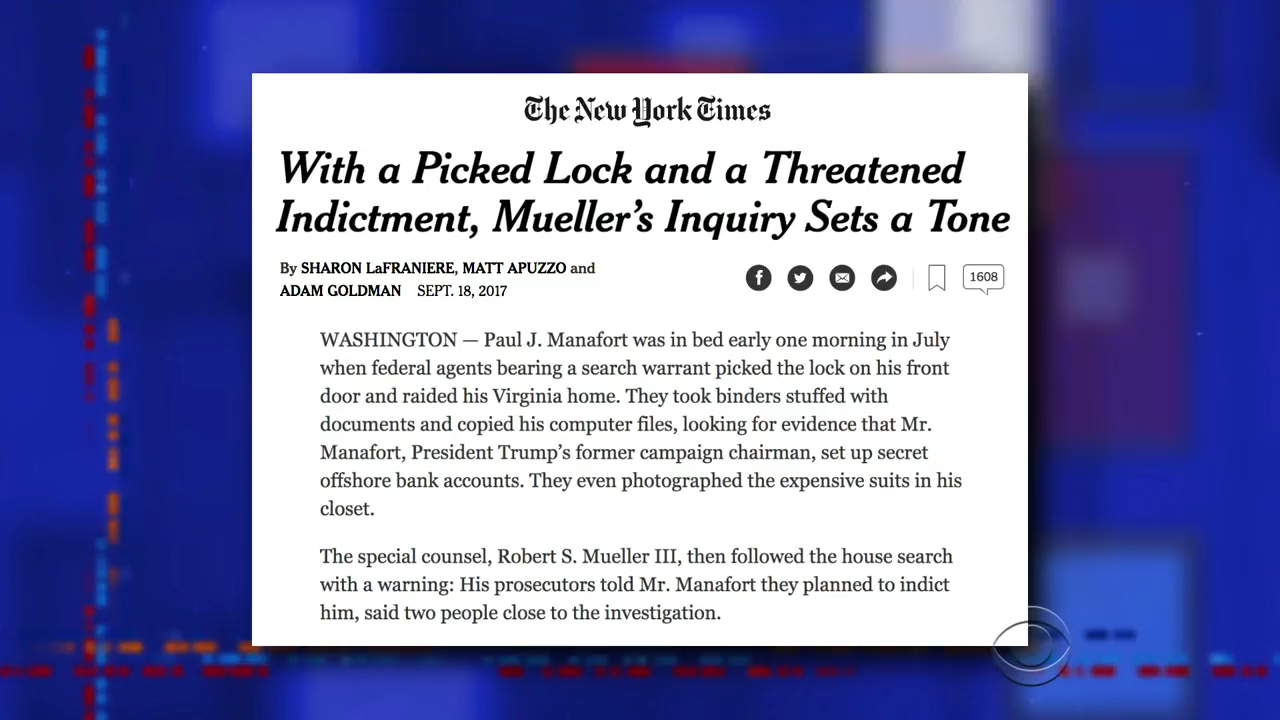 The New York Times
With a Picked Lock and a Threatened
Indictment, Mueller's Inquiry Sets a Tone
By SHARON LaFRANIERE, MATT APUZZO and
ADAM GOLDMAN SEPT. 18, 2017
1608
WASHINGTON — Paul J. Manafort was in bed early one morning in July
when federal agents bearing a search warrant picked the lock on his front
door and raided his Virginia home. They took binders stuffed with
documents and copied his computer files, looking for evidence that Mr.
Manafort, President Trump's former campaign chairman, set up secret
offshore bank accounts. They even photographed the expensive suits in his
closet.
The special counsel, Robert S. Mueller III, then followed the house search
with a warning: His prosecutors told Mr. Manafort they planned to indict
him, said two people close to the investigation.